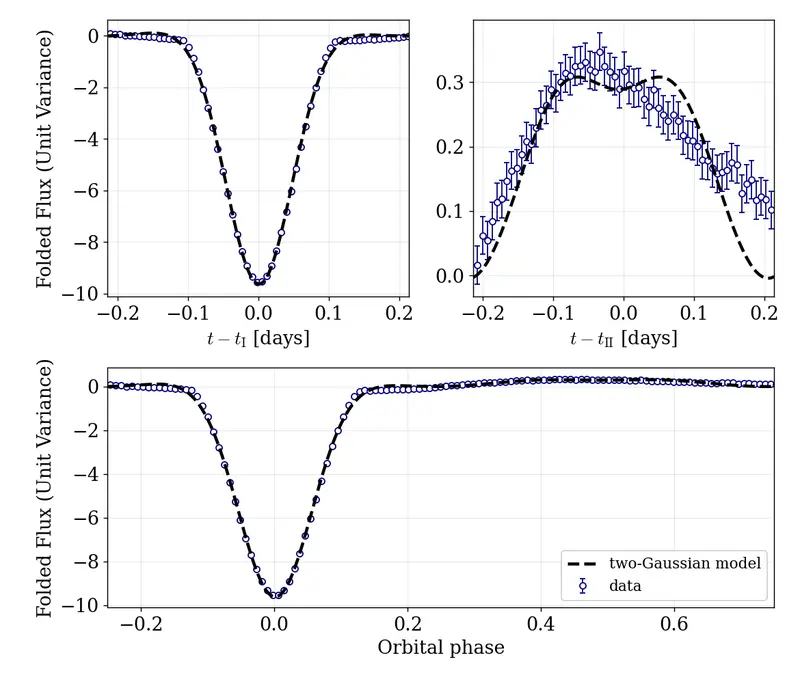 Folded Flux (Unit Variance)
0
−2
−4
−6
−8
−10
−0.2 −0.1 0.0 0.1 0.2
t − tI [days]
0.3
0.2
0.1
0.0
−0.2 −0.1 0.0 0.1 0.2
t − tII [days]
Folded Flux (Unit Variance)
0
−2
−4
−6
−8
−10
−0.2 0.0 0.2 0.4 0.6
Orbital phase
two-Gaussian model
data